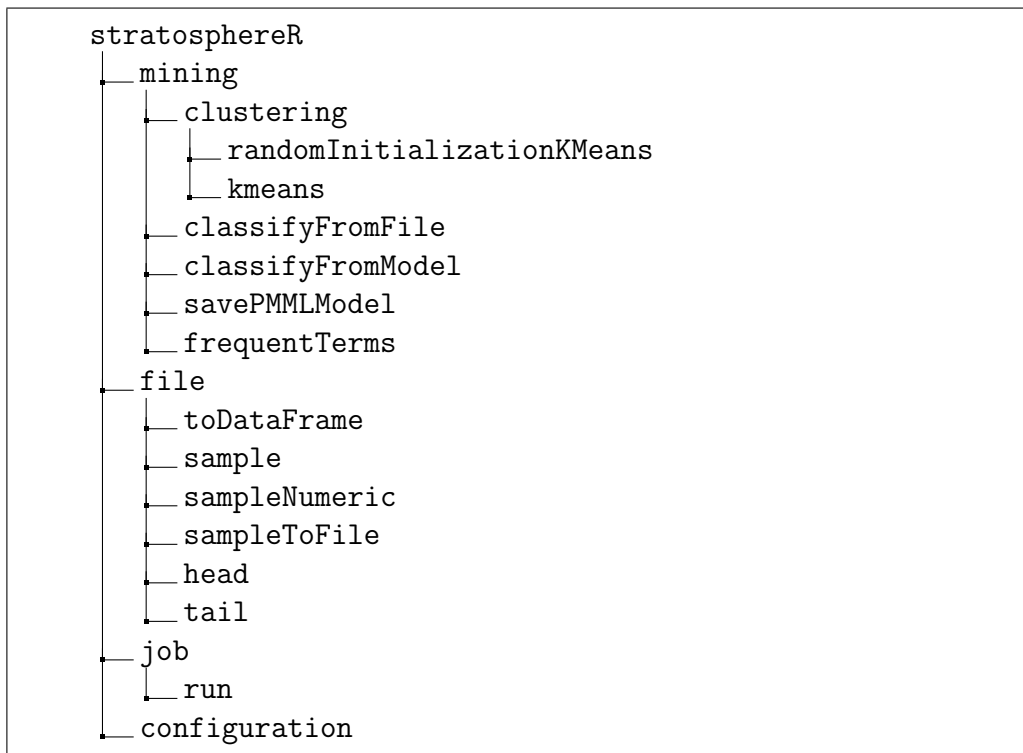 stratosphereR
mining
clustering
randomInitializationKMeans
kmeans
classifyFromFile
classifyFromModel
savePMMLModel
frequentTerms
file
toDataFrame
sample
sampleNumeric
sampleToFile
head
tail
job
run
configuration